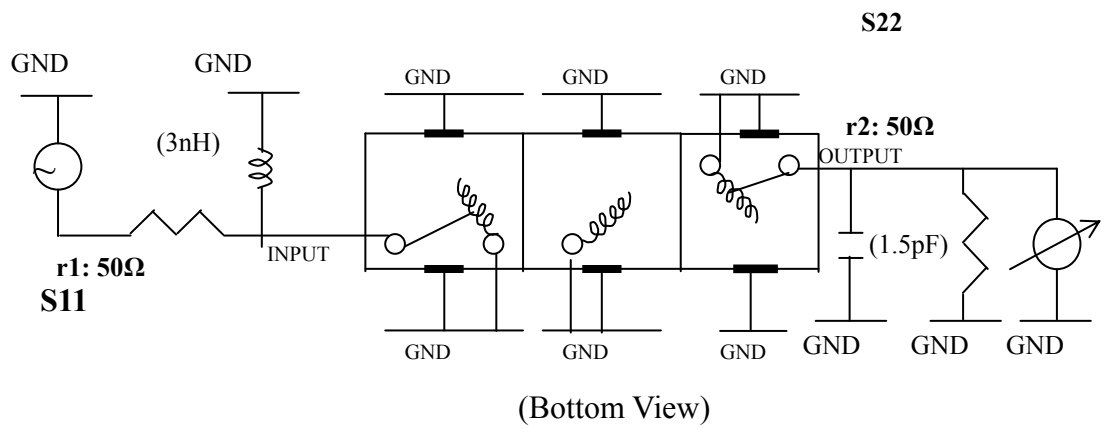 S22
GND
GND
GND
GND
GND
(3nH)
r2: 50Ω
OUTPUT
INPUT
(1.5pF)
r1: 50Ω
S11
GND
GND
GND
GND
GND
GND
(Bottom View)